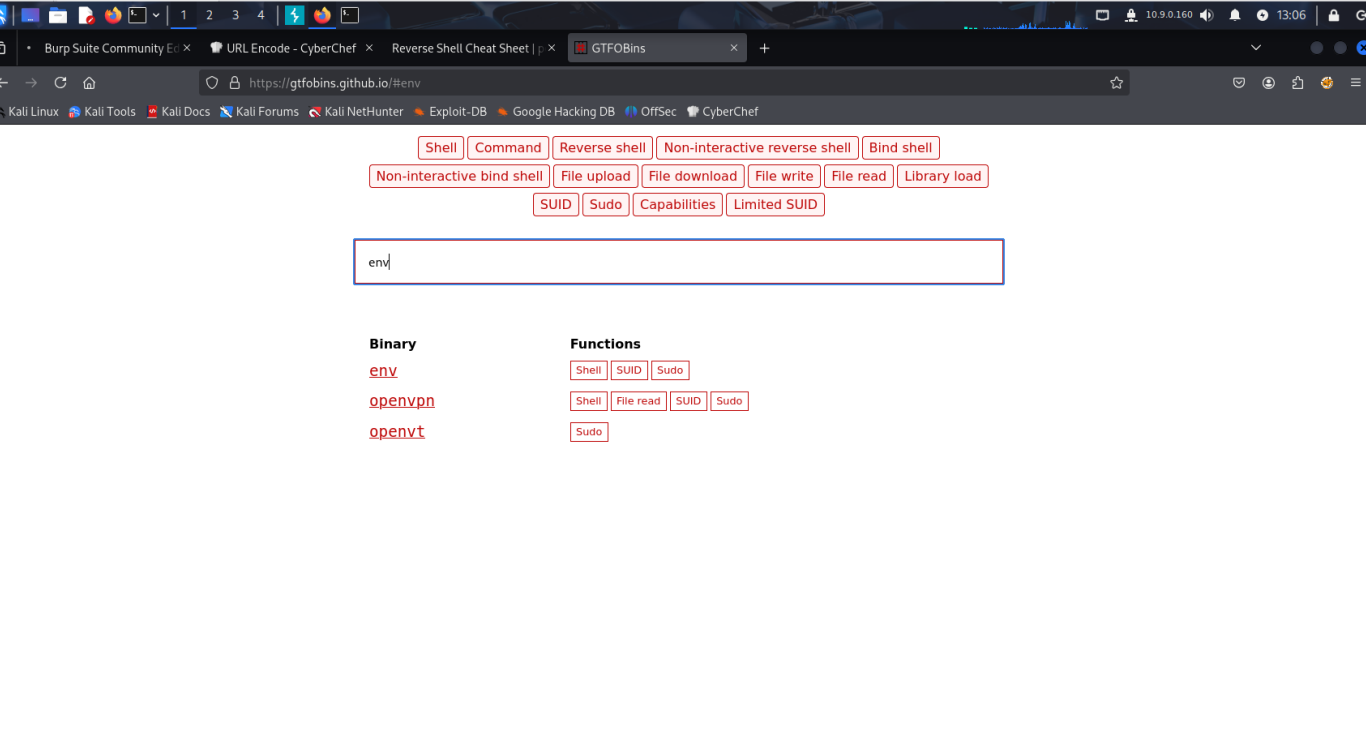 1 2 3 4 10.9.0.160 13:06
Burp Suite Community Ed × URL Encode - CyberChef × Reverse Shell Cheat Sheet | p × GTFOBins × +
https://gtfobins.github.io/#env
Kali Linux Kali Tools Kali Docs Kali Forums Kali NetHunter Exploit-DB Google Hacking DB OffSec CyberChef
Shell Command Reverse shell Non-interactive reverse shell Bind shell
Non-interactive bind shell File upload File download File write File read Library load
SUID Sudo Capabilities Limited SUID
env
Binary Functions
env Shell SUID Sudo
openvpn Shell File read SUID Sudo
openvt Sudo